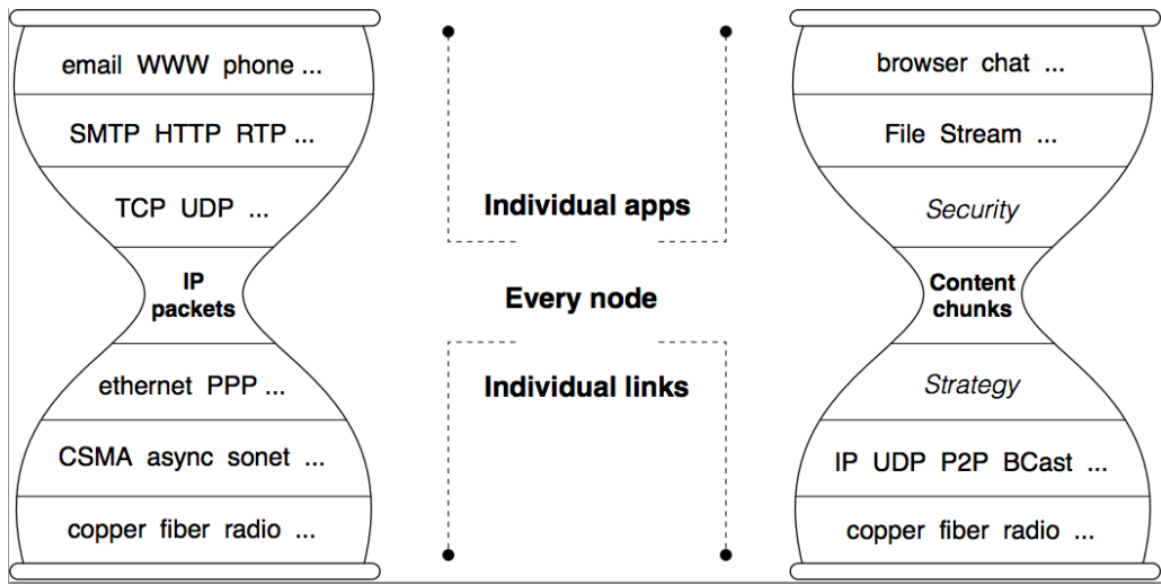 email WWW phone ...
SMTP HTTP RTP ...
TCP UDP ...
IP
packets
ethernet PPP ...
CSMA async sonet ...
copper fiber radio ...
Individual apps
Every node
Individual links
browser chat ...
File Stream ...
Security
Content
chunks
Strategy
IP UDP P2P BCast ...
copper fiber radio ...